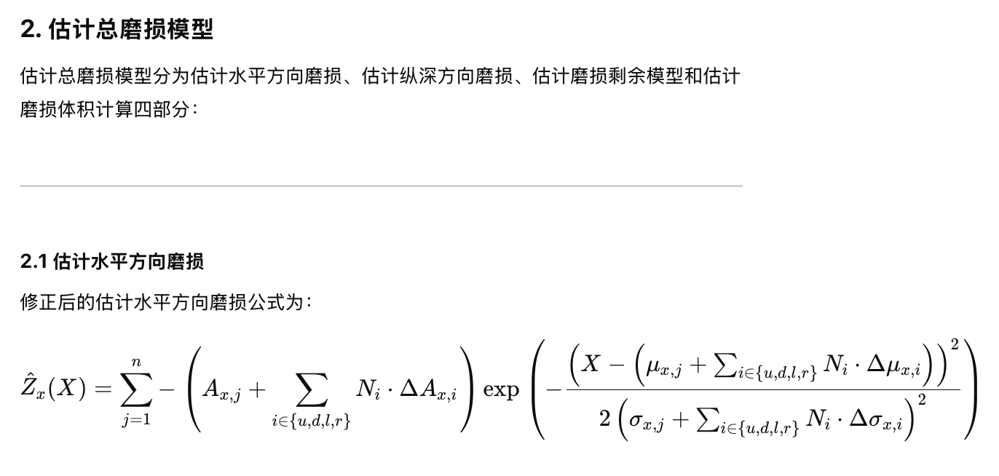 2. 估计总磨损模型
估计总磨损模型分为估计水平方向磨损、估计纵深方向磨损、估计磨损剩余模型和估计
磨损体积计算四部分：
2.1 估计水平方向磨损
修正后的估计水平方向磨损公式为：
$$\hat{Z}_x(X) = \sum_{j=1}^{n} -\left(A_{x,j} + \sum_{i\in\{u,d,l,r\}} N_i \cdot \Delta A_{x,i}\right) \exp\left(-\frac{\left(X - \left(\mu_{x,j} + \sum_{i\in\{u,d,l,r\}} N_i \cdot \Delta\mu_{x,i}\right)\right)^2}{2\left(\sigma_{x,j} + \sum_{i\in\{u,d,l,r\}} N_i \cdot \Delta\sigma_{x,i}\right)^2}\right)$$